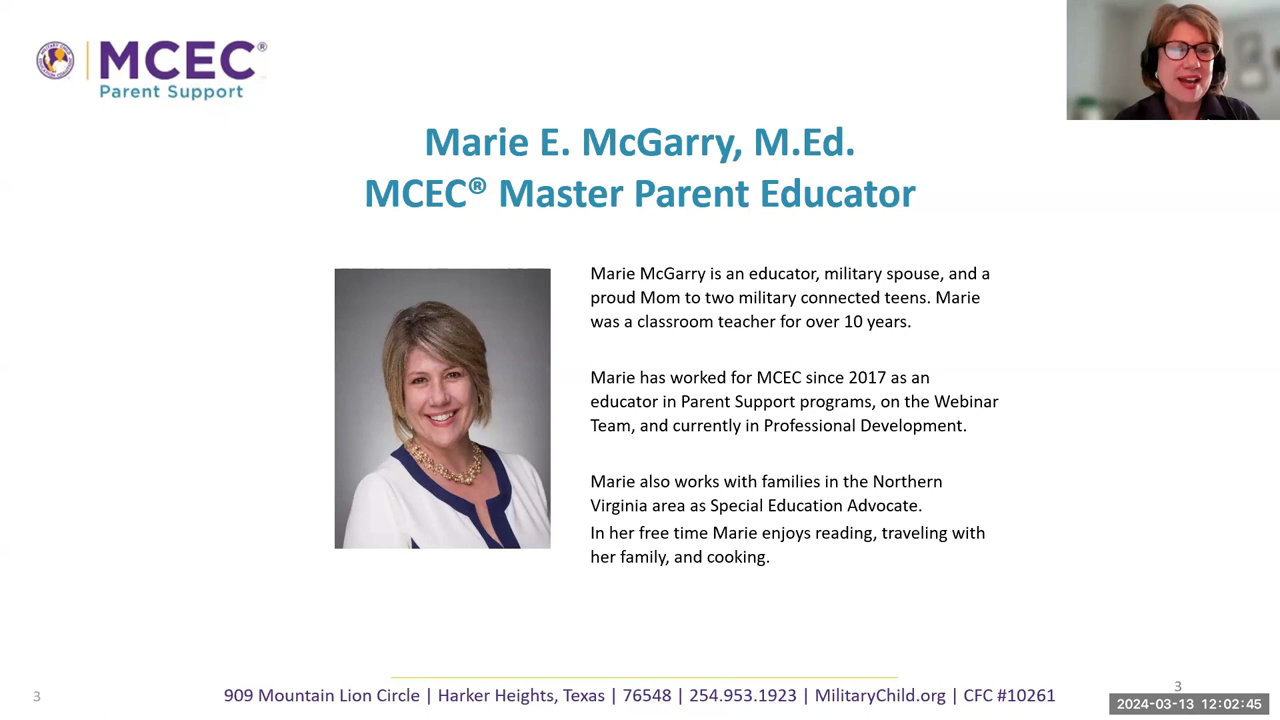 MCEC®
Parent Support
Marie E. McGarry, M.Ed.
MCEC® Master Parent Educator
Marie McGarry is an educator, military spouse, and a
proud Mom to two military connected teens. Marie
was a classroom teacher for over 10 years.
Marie has worked for MCEC since 2017 as an
educator in Parent Support programs, on the Webinar
Team, and currently in Professional Development.
Marie also works with families in the Northern
Virginia area as Special Education Advocate.
In her free time Marie enjoys reading, traveling with
her family, and cooking.
3
909 Mountain Lion Circle | Harker Heights, Texas | 76548 | 254.953.1923 | MilitaryChild.org | CFC #10261
3
2024-03-13 12:02:45